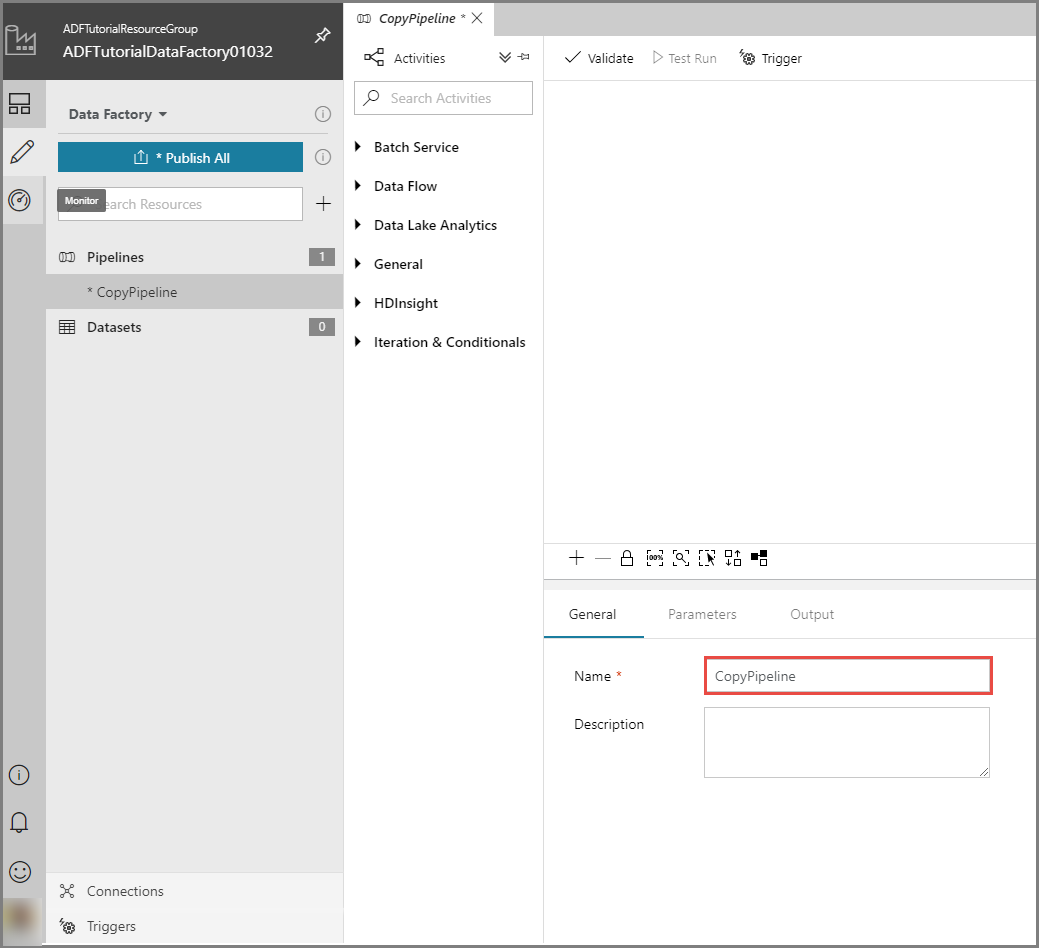 ADFTutorialResourceGroup
ADFTutorialDataFactory01032
Data Factory
* Publish All
Monitor
earch Resources
Pipelines 1
* CopyPipeline
Datasets 0
Connections
Triggers
CopyPipeline *
Activities
Search Activities
Batch Service
Data Flow
Data Lake Analytics
General
HDInsight
Iteration & Conditionals
Validate Test Run Trigger
100%
General Parameters Output
Name * CopyPipeline
Description